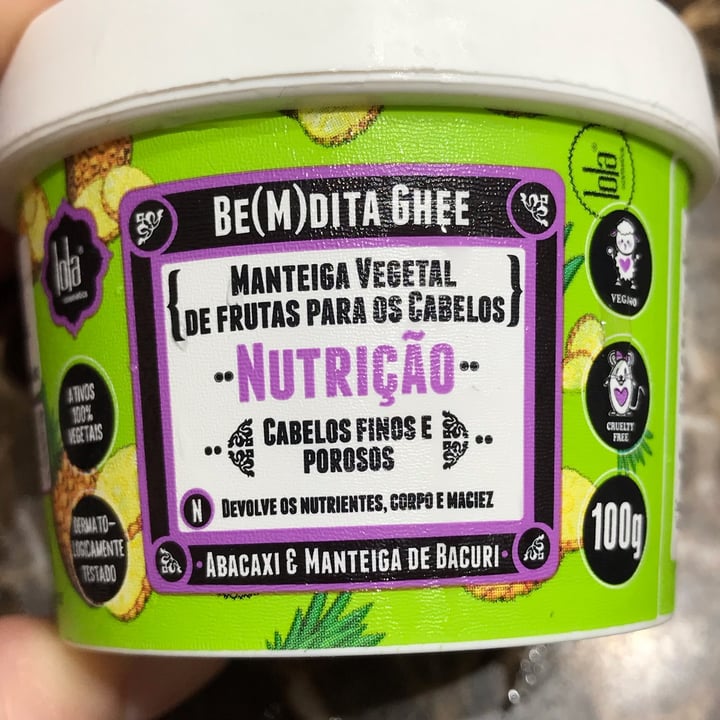 BE(M)DITA GHEE
{MANTEIGA VEGETAL
DE FRUTAS PARA OS CABELOS}
NUTRIÇÃO
CABELOS FINOS E
POROSOS
N DEVOLVE OS NUTRIENTES, CORPO E MACIEZ
ABACAXI & MANTEIGA DE BACURI
lola
cosmetics
ATIVOS
100%
VEGETAIS
DERMATO-
LOGICAMENTE
TESTADO
lola
VEGANO
CRUELTY
FREE
100g